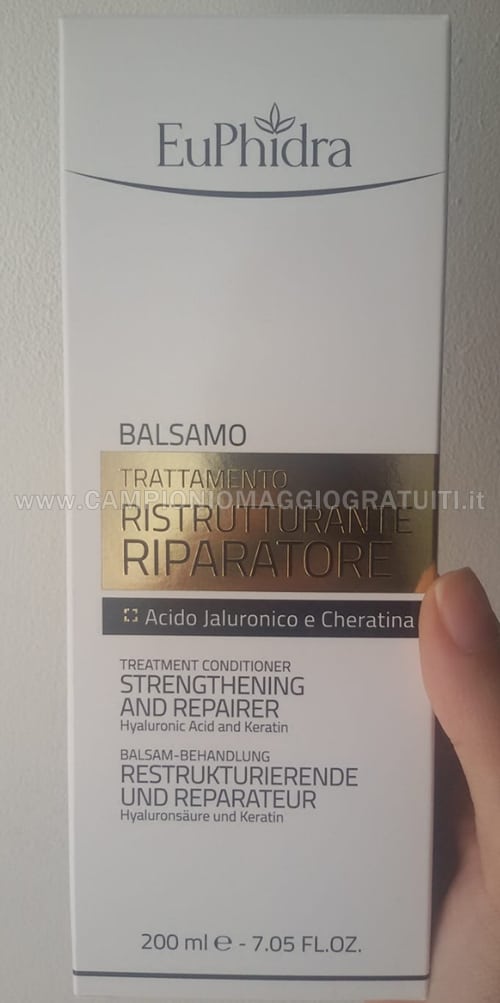 EuPhidra
BALSAMO
TRATTAMENTO
www.CAMPIONIOMAGGIOGRATUITI.it
RISTRUTTURANTE
RIPARATORE
Acido Jaluronico e Cheratina
TREATMENT CONDITIONER
STRENGTHENING
AND REPAIRER
Hyaluronic Acid and Keratin
BALSAM-BEHANDLUNG
RESTRUKTURIERENDE
UND REPARATEUR
Hyaluronsäure und Keratin
200 ml ℮ - 7.05 FL.OZ.